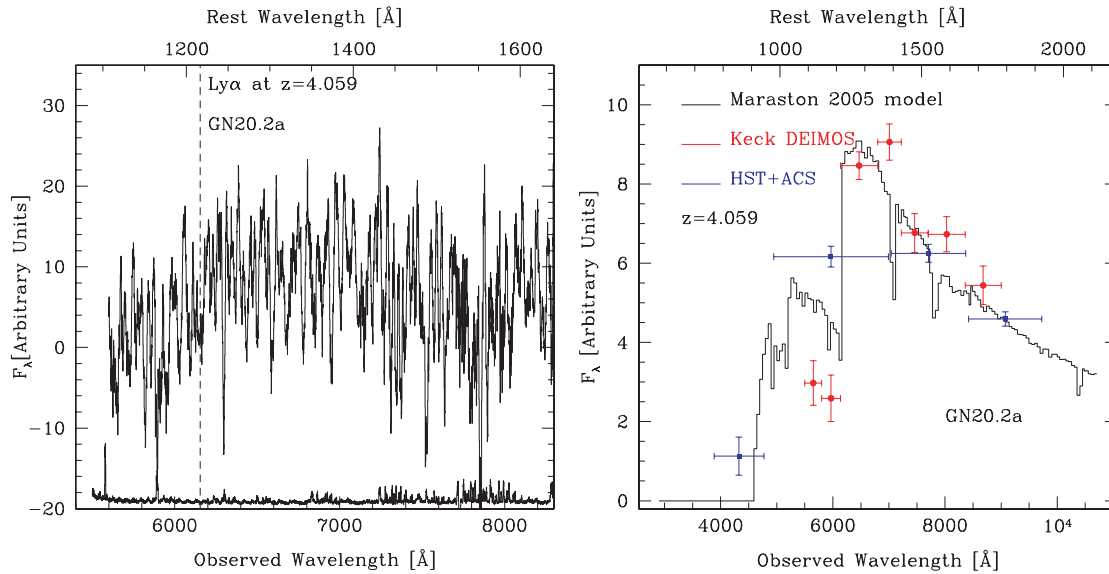 Rest Wavelength [Å]
1200 1400 1600
Lyα at z=4.059
GN20.2a
30
20
10
0
−10
−20
F_λ[Arbitrary Units]
6000 7000 8000
Observed Wavelength [Å]
Rest Wavelength [Å]
1000 1500 2000
Maraston 2005 model
Keck DEIMOS
HST+ACS
z=4.059
GN20.2a
10
8
6
4
2
0
F_λ [Arbitrary Units]
4000 6000 8000 10⁴
Observed Wavelength [Å]